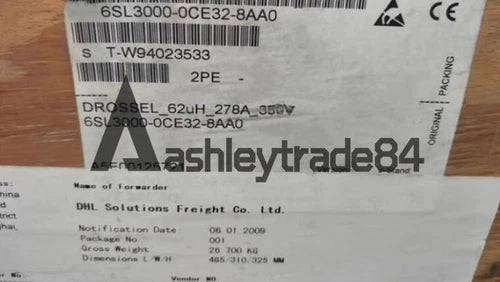 6SL3000-0CE32-8AA0
S T-W94023533
2PE -
DROSSEL_62uH_278A_350V
6SL3000-0CE32-8AA0
ORIGINAL PACKING
ashleytrade84
Name of Forwarder
DHL Solutions Freight Co. Ltd.
Notification Date: 06.01.2009
Package No 001
Gross Weight 26 700 KG
Dimensions L/W/H 485/310/325 MM
Vendor NO